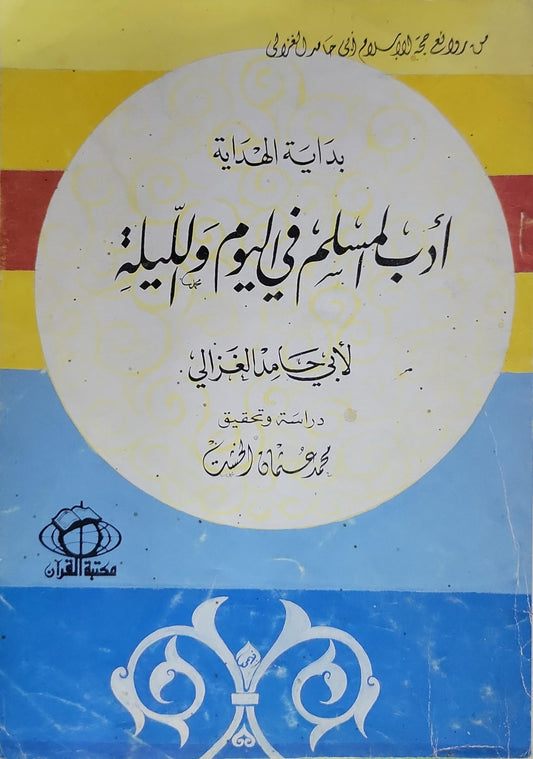 من روائع حجة الإسلام أبي حامد الغزالي
بداية الهداية
أدب المسلم في اليوم والليلة
لأبي حامد الغزالي
دراسة وتحقيق
محمد عثمان الخشت
مكتبة القرآن